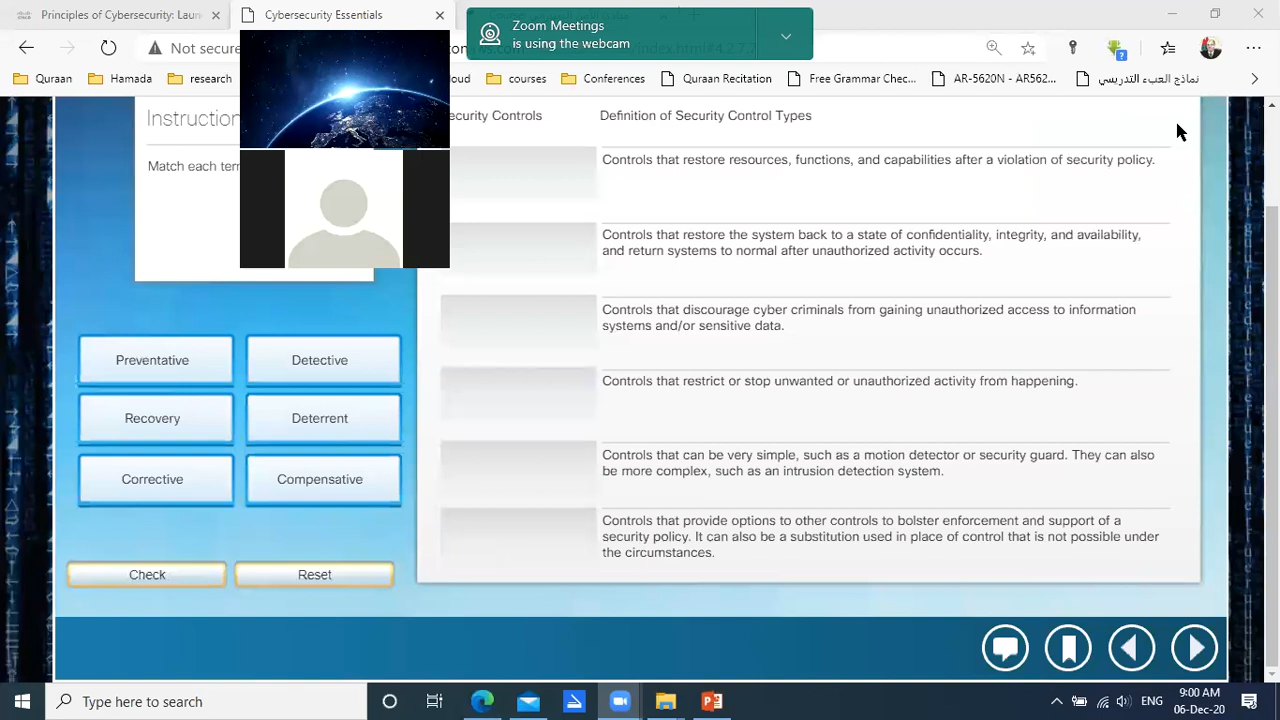 Principles of Cybersecurity: Laun
Cybersecurity Essentials
Zoom Meetings
is using the webcam
Not secure
/index.html#4.2.7.2
Quraan
Hamada
research
loud
courses
Conferences
Quraan Recitation
Free Grammar Chec...
AR-5620N - AR562...
نماذج العبء التدريسي
Instruction
Match each term
ecurity Controls
Definition of Security Control Types
Controls that restore resources, functions, and capabilities after a violation of security policy.
Controls that restore the system back to a state of confidentiality, integrity, and availability,
and return systems to normal after unauthorized activity occurs.
Controls that discourage cyber criminals from gaining unauthorized access to information
systems and/or sensitive data.
Controls that restrict or stop unwanted or unauthorized activity from happening.
Controls that can be very simple, such as a motion detector or security guard. They can also
be more complex, such as an intrusion detection system.
Controls that provide options to other controls to bolster enforcement and support of a
security policy. It can also be a substitution used in place of control that is not possible under
the circumstances.
Preventative
Detective
Recovery
Deterrent
Corrective
Compensative
Check
Reset
Type here to search
ENG
9:00 AM
06-Dec-20